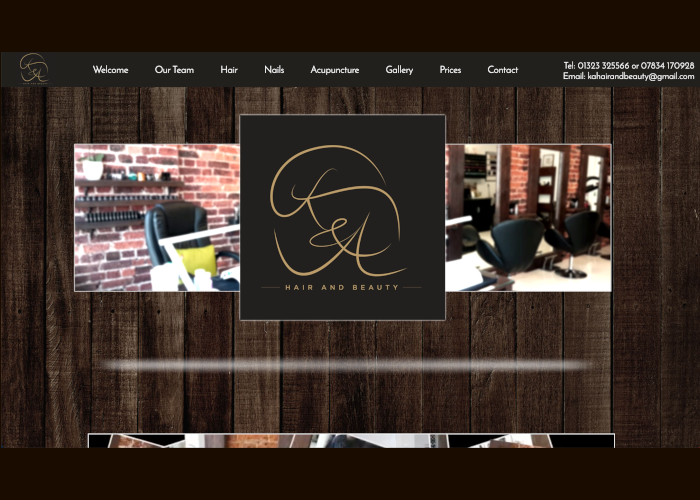 Welcome Our Team Hair Nails Acupuncture Gallery Prices Contact
Tel: 01323 325566 or 07834 170928
Email: kahairandbeauty@gmail.com
K&A
HAIR AND BEAUTY